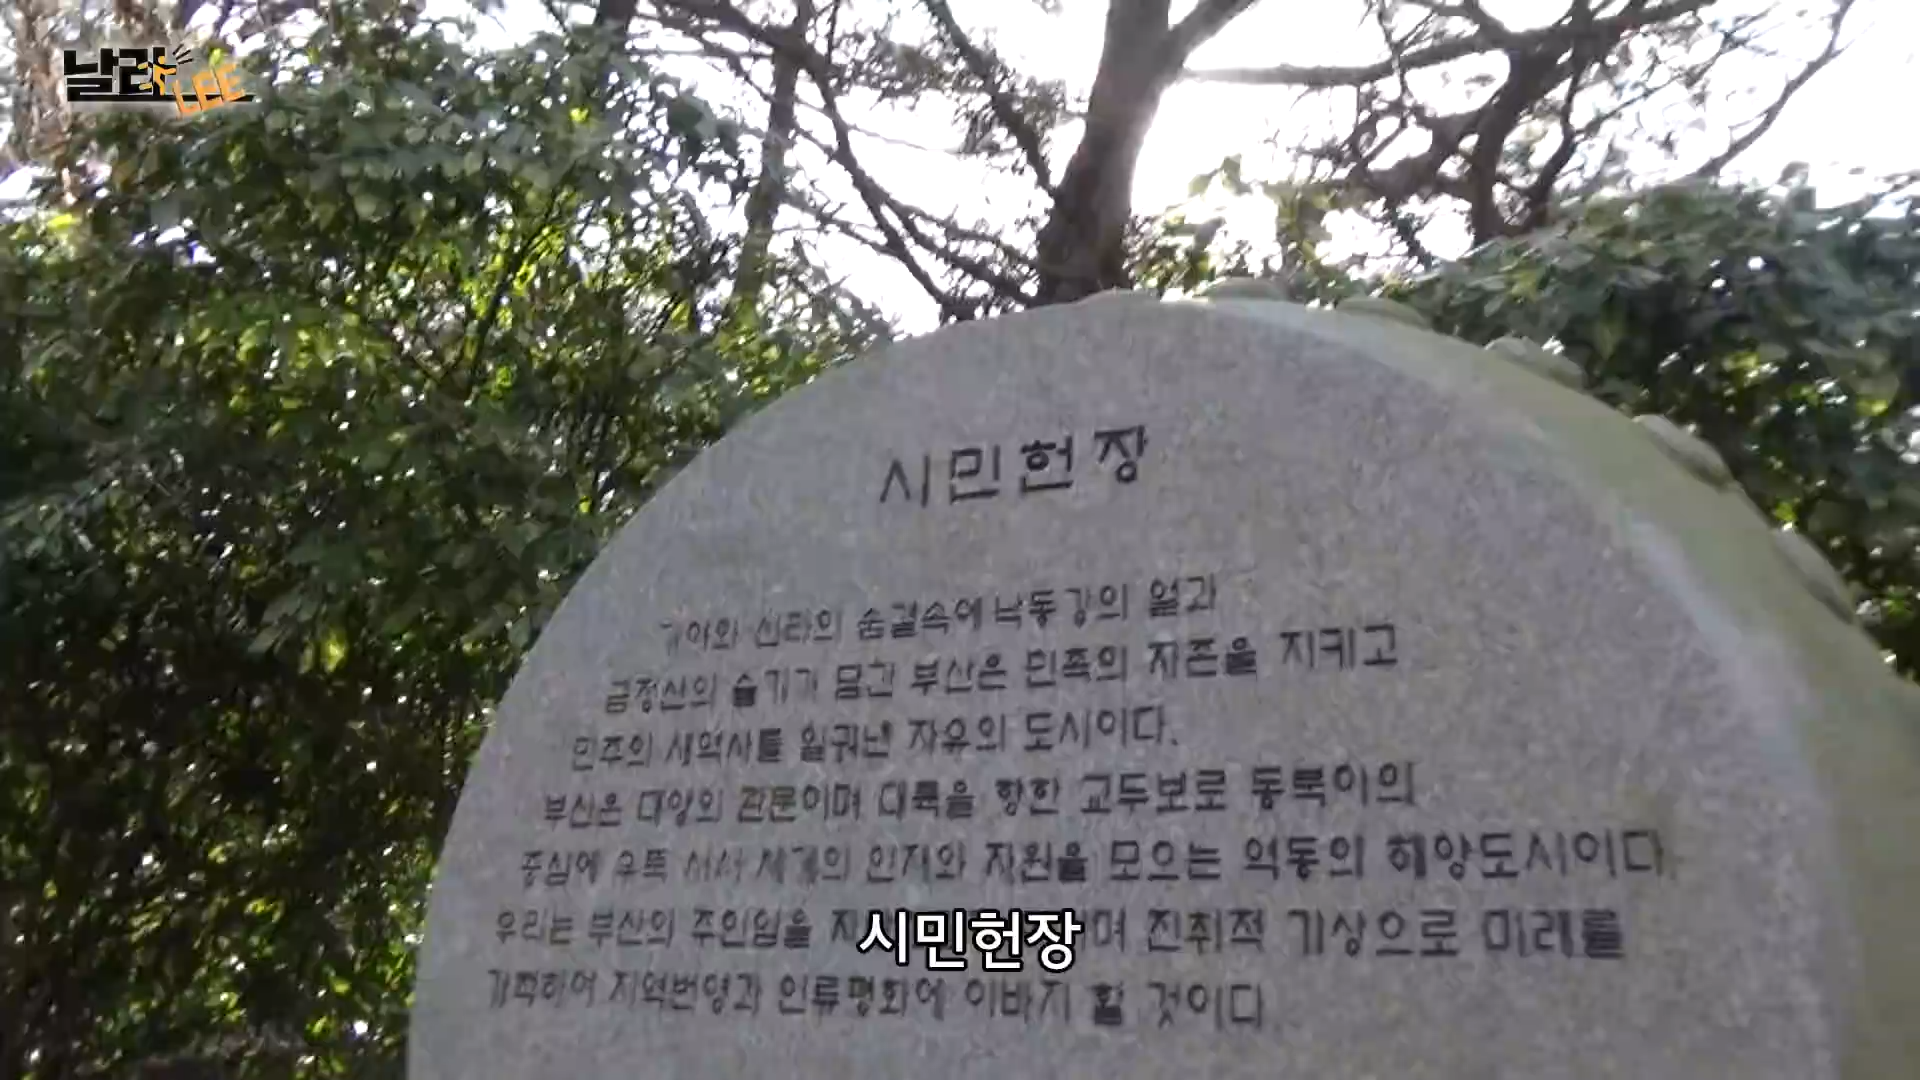 날라LEE
시민헌장
가야와 신라의 숨결속에 낙동강의 얼과
금정산의 슬기가 담긴 부산은 민족의 자존을 지키고
민주의 새역사를 일궈낸 자유의 도시이다.
부산은 대양의 관문이며 대륙을 향한 교두보로 동북아의
중심에 우뚝 서서 세계의 인재와 자원을 모으는 역동의 해양도시이다.
우리는 부산의 주인임을 며 진취적 기상으로 미래를
개척하여 지역번영과 인류평화에 이바지 할 것이다.
시민헌장